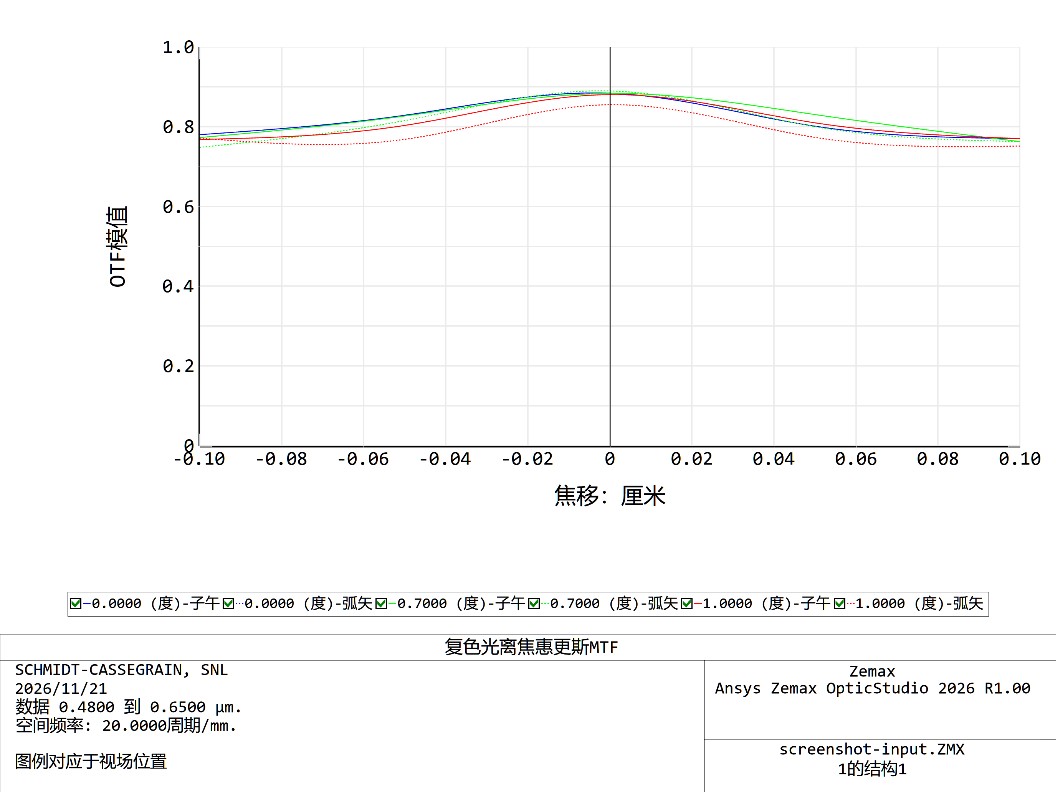 1.0
0.8
0.6
0.4
0.2
0
OTF模值
-0.10 -0.08 -0.06 -0.04 -0.02 0 0.02 0.04 0.06 0.08 0.10
焦移: 厘米
0.0000 (度)-子午 0.0000 (度)-弧矢 0.7000 (度)-子午 0.7000 (度)-弧矢 1.0000 (度)-子午 1.0000 (度)-弧矢
复色光离焦惠更斯MTF
SCHMIDT-CASSEGRAIN, SNL
2026/11/21
数据 0.4800 到 0.6500 µm.
空间频率: 20.0000周期/mm.
图例对应于视场位置
Zemax
Ansys Zemax OpticStudio 2026 R1.00
screenshot-input.ZMX
1的结构1